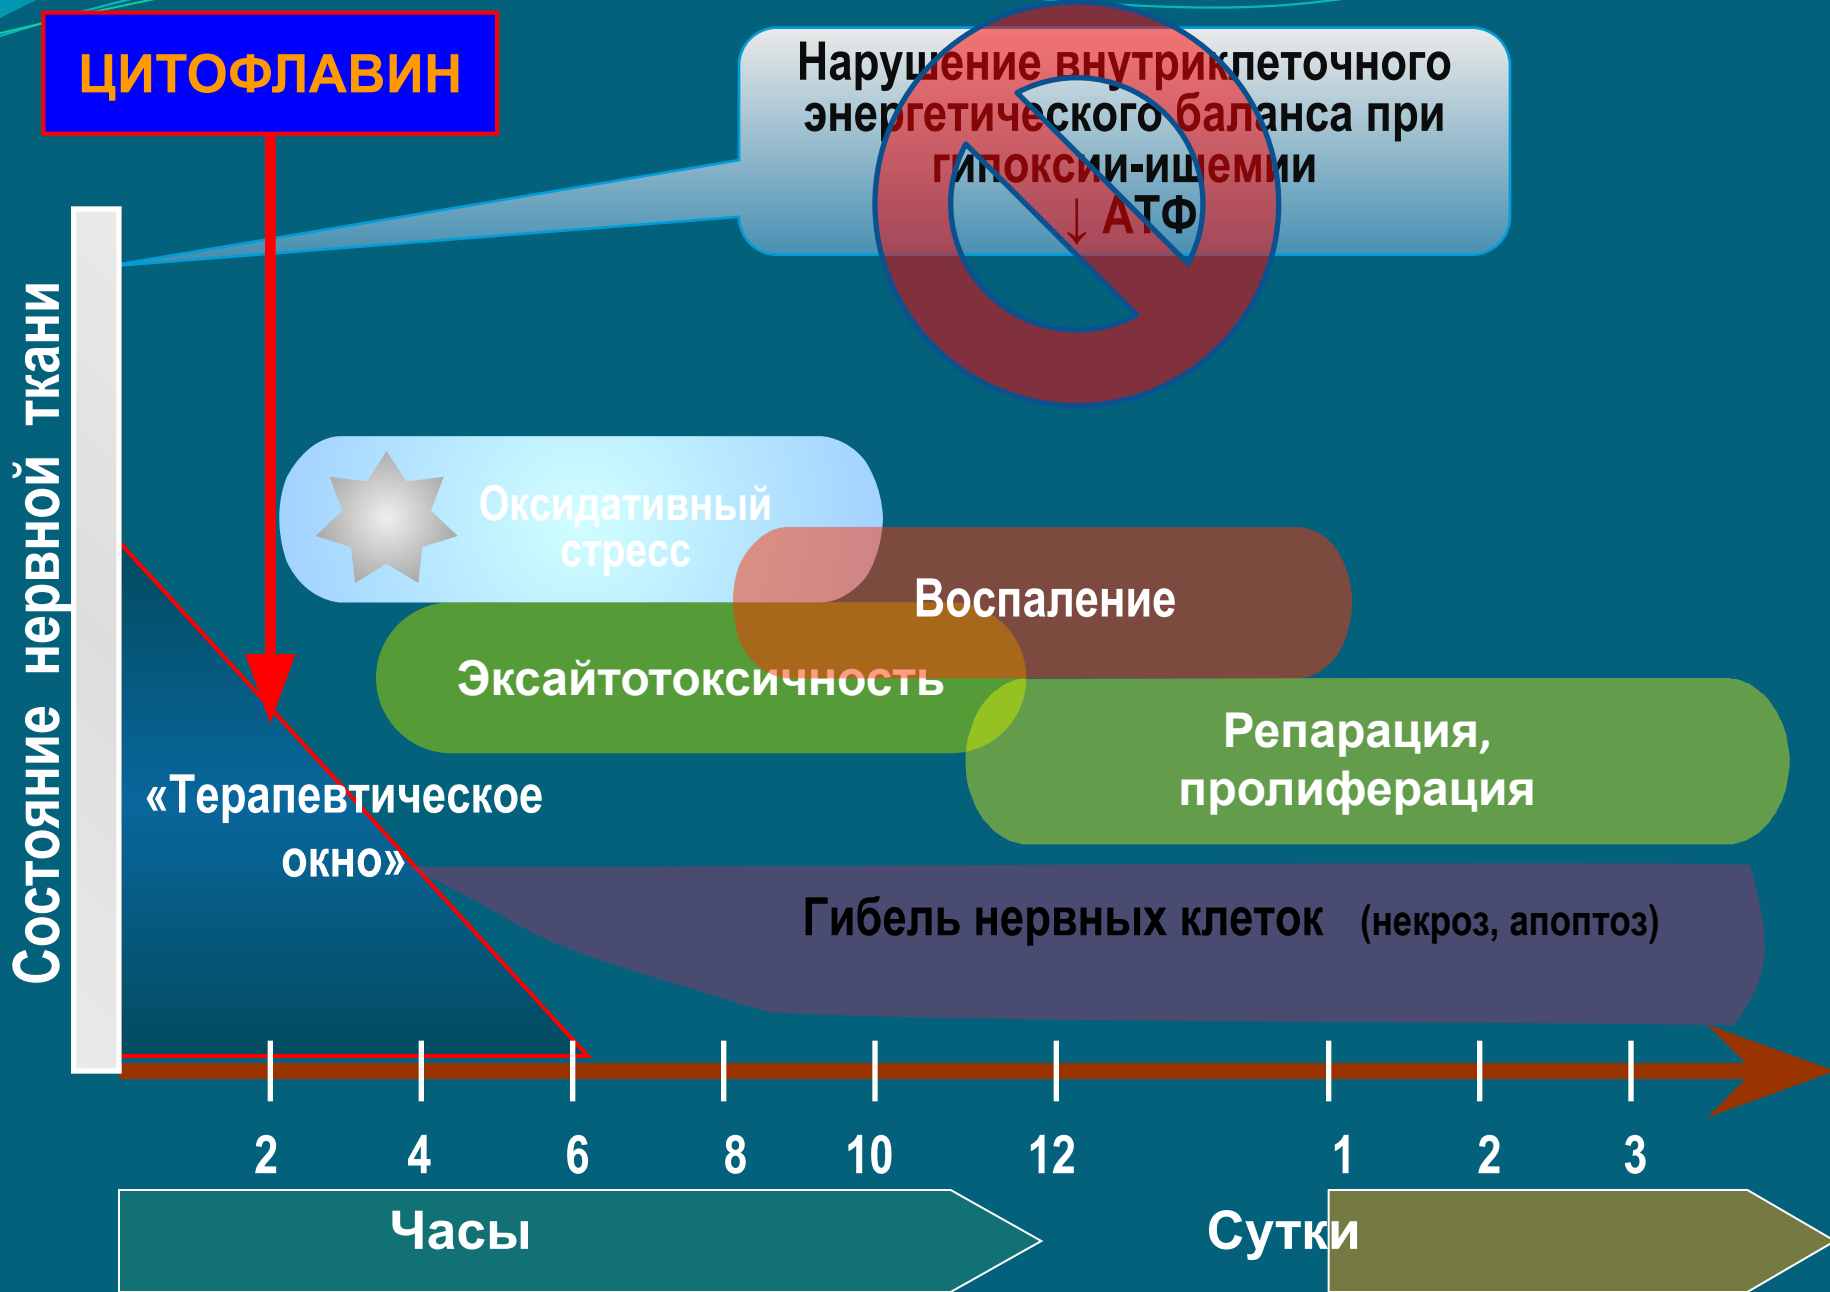 ЦИТОФЛАВИН
Нарушение внутриклеточного
энергетического баланса при
гипоксии-ишемии
↓ АТФ
Состояние нервной ткани
Оксидативный
стресс
Воспаление
Эксайтотоксичность
Репарация,
пролиферация
«Терапевтическое
окно»
Гибель нервных клеток (некроз, апоптоз)
2 4 6 8 10 12 1 2 3
Часы Сутки